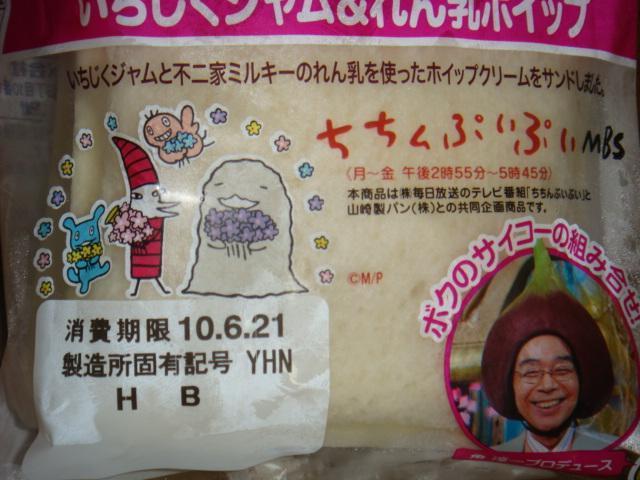 いちじくジャム&れん乳ホイップ
いちじくジャムと不二家ミルキーのれん乳を使ったホイップクリームをサンドしました。
ちちんぷいぷい MBS
(月～金 午後2時55分～5時45分)
本商品は(株)毎日放送のテレビ番組「ちちんぷいぷい」と
山崎製パン(株)との共同企画商品です。
©M/P
ボクのサイコーの組み合せ!
消費期限 10.6.21
製造所固有記号 YHN
H B
角 淳一プロデュース